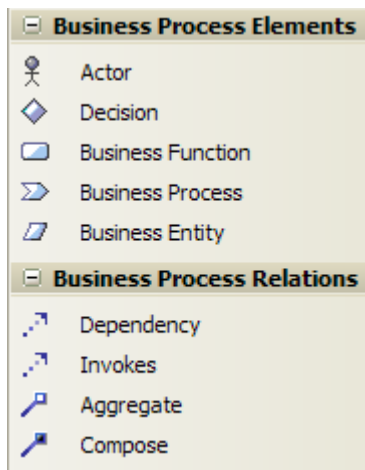 Business Process Elements
Actor
Decision
Business Function
Business Process
Business Entity
Business Process Relations
Dependency
Invokes
Aggregate
Compose